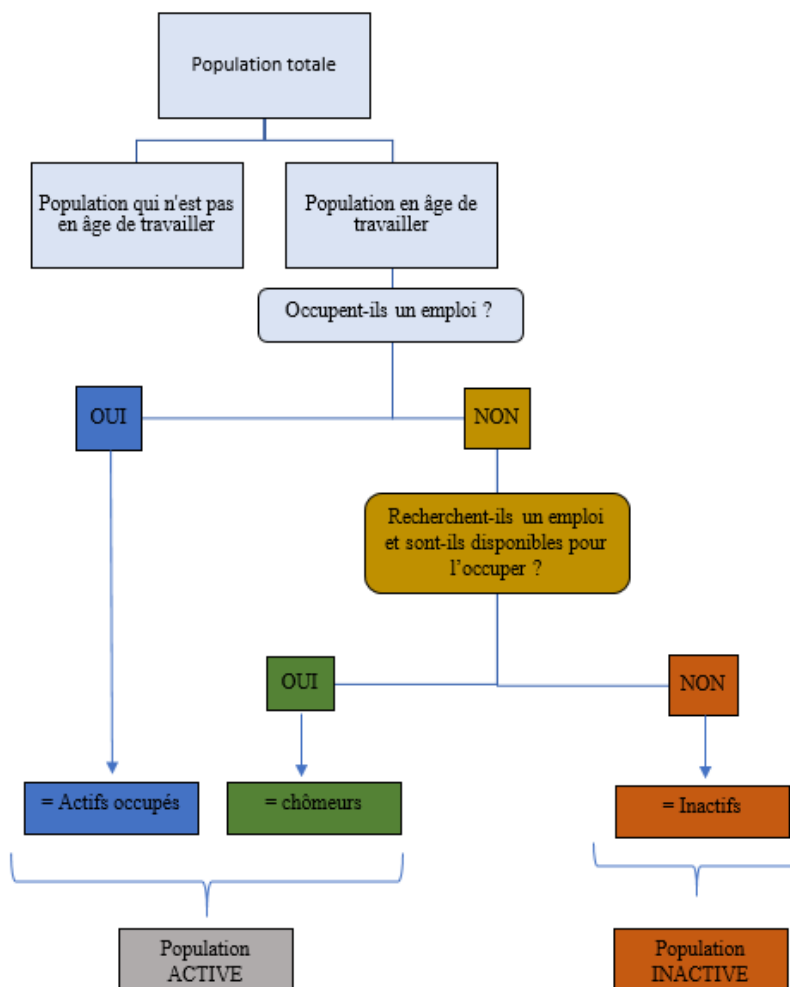 Population totale
Population qui n'est pas
en âge de travailler
Population en âge de
travailler
Occupent-ils un emploi ?
OUI
NON
Recherchent-ils un emploi
et sont-ils disponibles pour
l’occuper ?
OUI
NON
= Actifs occupés
= chômeurs
= Inactifs
Population
ACTIVE
Population
INACTIVE